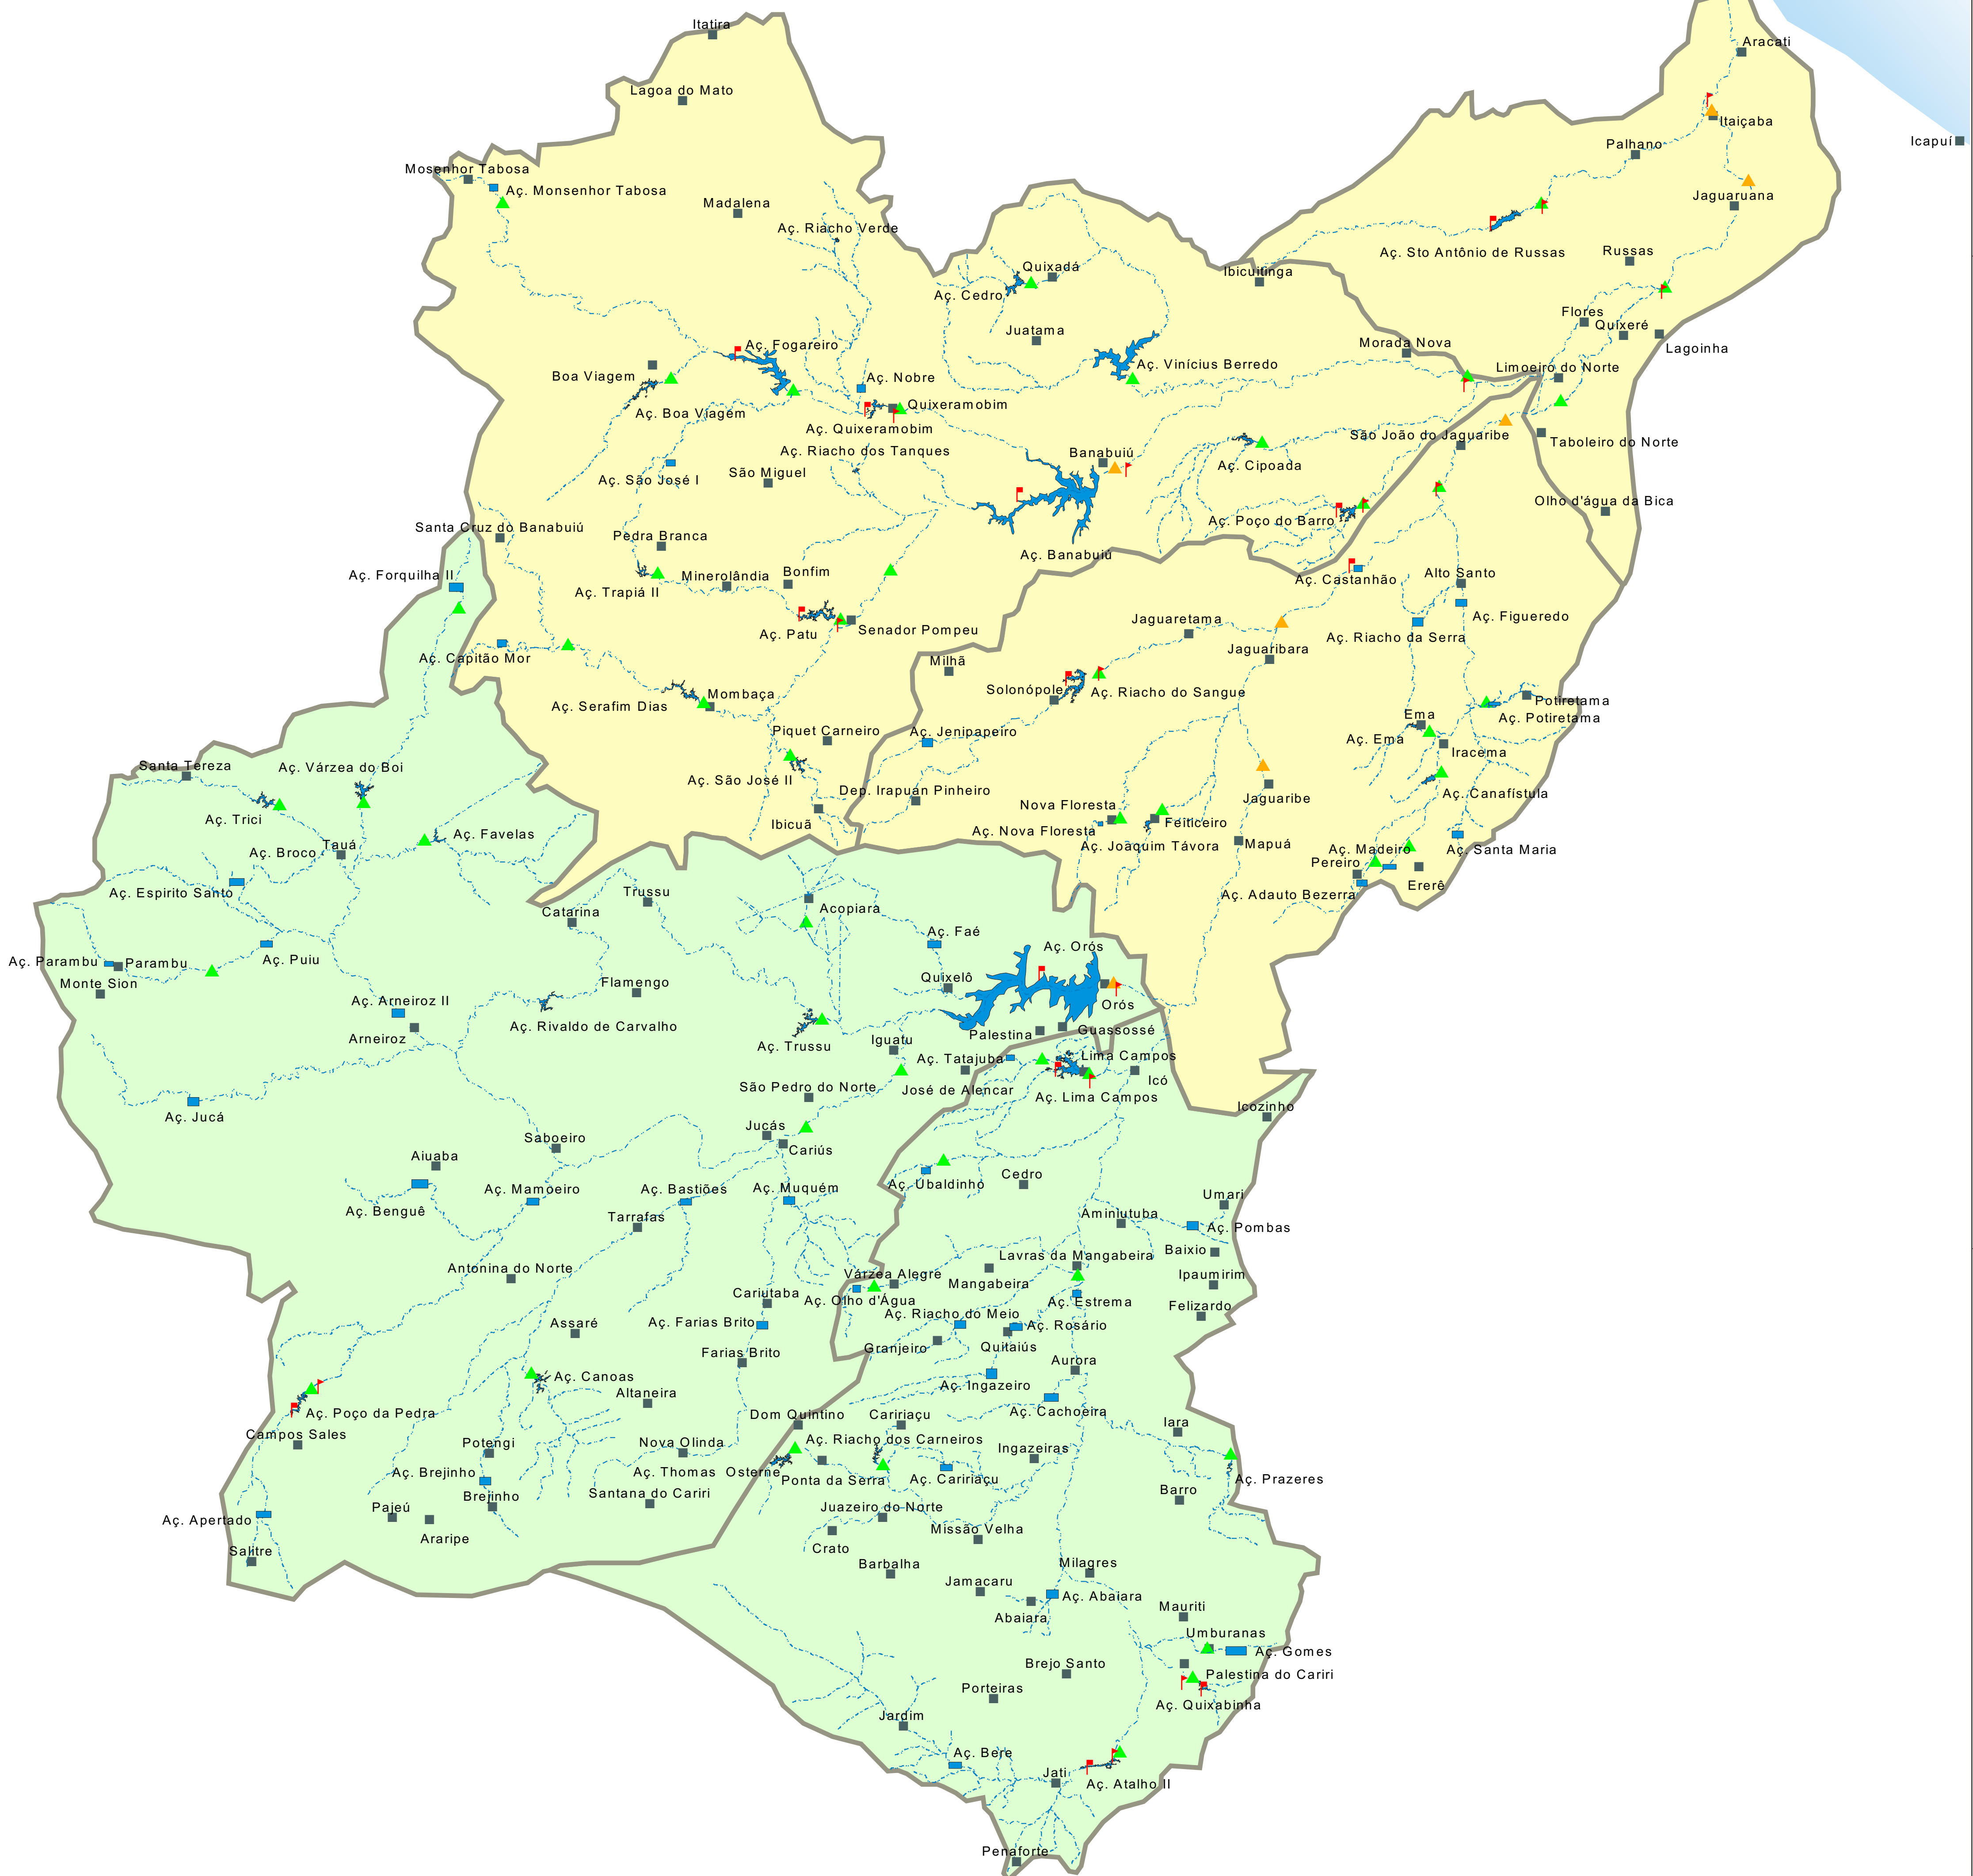 Itatira
Aracati
Lagoa do Mato
Itaiçaba
Icapuí
Palhano
Mosenhor Tabosa
Aç. Monsenhor Tabosa
Madalena
Jaguaruana
Aç. Riacho Verde
Aç. Sto Antônio de Russas
Russas
Quixadá
Ibicuitinga
Aç. Cedro
Flores
Quixeré
Juatama
Aç. Fogareiro
Morada Nova
Lagoinha
Aç. Vinícius Berredo
Limoeiro do Norte
Boa Viagem
Aç. Nobre
Quixeramobim
Aç. Boa Viagem
Aç. Quixeramobim
São João do Jaguaribe
Taboleiro do Norte
Aç. Riacho dos Tanques
Banabuiú
Aç. Cipoada
São Miguel
Aç. São José I
Olho d'água da Bica
Aç. Poço do Barro
Santa Cruz do Banabuiú
Pedra Branca
Aç. Banabuiú
Aç. Forquilha II
Minerolândia
Bonfim
Aç. Castanhão
Alto Santo
Aç. Trapiá II
Aç. Figueredo
Jaguaretama
Senador Pompeu
Aç. Patu
Aç. Riacho da Serra
Jaguaribara
Aç. Capitão Mor
Milhã
Solonópole
Aç. Riacho do Sangue
Mombaça
Aç. Serafim Dias
Potiretama
Ema
Aç. Potiretama
Piquet Carneiro
Aç. Jenipapeiro
Aç. Ema
Iracema
Santa Tereza
Aç. Várzea do Boi
Aç. São José II
Dep. Irapuan Pinheiro
Aç. Canafístula
Jaguaribe
Nova Floresta
Aç. Trici
Ibicuã
Feiticeiro
Aç. Nova Floresta
Aç. Favelas
Tauá
Aç. Joaquim Távora
Mapuá
Aç. Broco
Aç. Madeiro
Aç. Santa Maria
Pereiro
Ererê
Aç. Espirito Santo
Trussu
Aç. Adauto Bezerra
Catarina
Acopiara
Aç. Faé
Aç. Orós
Aç. Parambu
Parambu
Aç. Puiu
Monte Sion
Flamengo
Quixelô
Aç. Arneiroz II
Orós
Aç. Rivaldo de Carvalho
Palestina
Guassossé
Arneiroz
Aç. Trussu
Iguatu
Aç. Tatajuba
Lima Campos
Icó
São Pedro do Norte
José de Alencar
Aç. Lima Campos
Icozinho
Aç. Jucá
Jucás
Saboeiro
Cariús
Aiuaba
Cedro
Aç. Ubaldinho
Aç. Mamoeiro
Aç. Bastiões
Aç. Muquém
Umari
Aç. Benguê
Aminiutuba
Tarrafas
Aç. Pombas
Baixio
Lavras da Mangabeira
Antonina do Norte
Várzea Alegre
Ipaumirim
Mangabeira
Cariutaba
Aç. Olho d'Água
Aç. Estrema
Felizardo
Aç. Riacho do Meio
Assaré
Aç. Farias Brito
Aç. Rosário
Farias Brito
Granjeiro
Quitaiús
Aurora
Aç. Canoas
Altaneira
Aç. Ingazeiro
Aç. Poço da Pedra
Aç. Cachoeira
Dom Quintino
Caririaçu
Iara
Campos Sales
Potengi
Nova Olinda
Aç. Riacho dos Carneiros
Ingazeiras
Aç. Brejinho
Aç. Thomas Osterne
Ponta da Serra
Aç. Caririaçu
Aç. Prazeres
Brejinho
Santana do Cariri
Barro
Pajeú
Juazeiro do Norte
Aç. Apertado
Araripe
Missão Velha
Crato
Salitre
Barbalha
Milagres
Jamacaru
Aç. Abaiara
Mauriti
Abaiara
Umburanas
Aç. Gomes
Brejo Santo
Palestina do Cariri
Porteiras
Aç. Quixabinha
Jardim
Aç. Bere
Jati
Aç. Atalho II
Penaforte